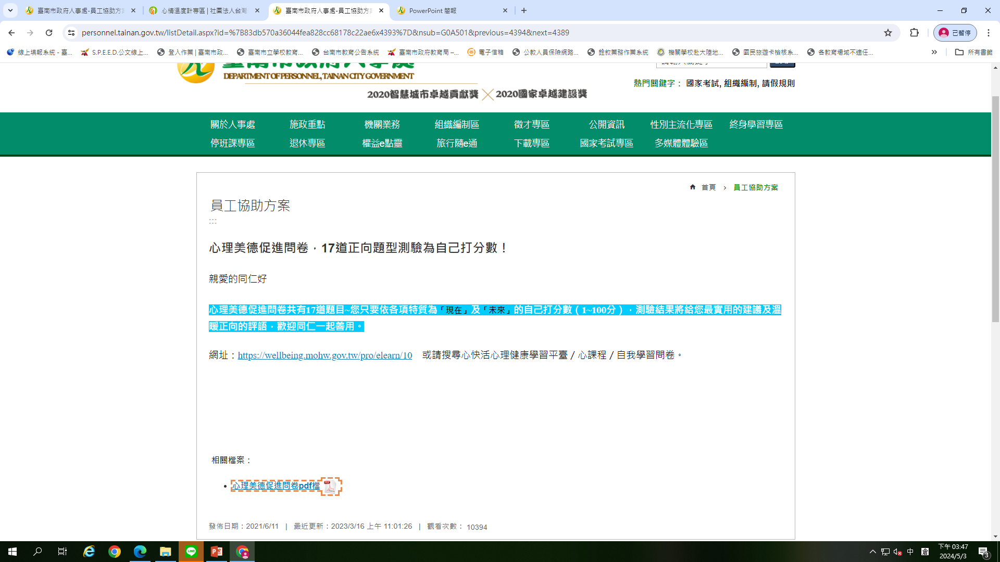 臺南市政府人事處-員工協助方案
心情溫度計專區 | 社團法人台灣
臺南市政府人事處-員工協助方案
PowerPoint 簡報
personnel.tainan.gov.tw/listDetail.aspx?id=%7B83db570a36044fea828cc68178c22ae6x4393%7D&nsub=G0A501&previous=4394&next=4389
已暫停
線上填報系統 - 臺...
S.P.E.E.D.公文線上...
登入作業 | 臺南市政...
臺南市立學校教育...
台南市教育公告系統
臺南市政府教育局 –...
電子信箱
公教人員保險網路...
銓敘業務作業系統
機關學校赴大陸地...
國民旅遊卡檢核系...
各教育場域不適任...
所有書籤
臺南市政府人事處
DEPARTMENT OF PERSONNEL, TAINAN CITY GOVERNMENT
2020智慧城市卓越貢獻獎 2020國家卓越建設獎
熱門關鍵字： 國家考試, 組織編制, 請假規則
關於人事處 施政重點 機關業務 組織編制區 徵才專區 公開資訊 性別主流化專區 終身學習專區
停班課專區 退休專區 權益e點靈 旅行隨e通 下載專區 國家考試專區 多媒體體驗區
首頁 › 員工協助方案
員工協助方案
:::
心理美德促進問卷，17道正向題型測驗為自己打分數！
親愛的同仁好
心理美德促進問卷共有17道題目~您只要依各項特質為「現在」及「未來」的自己打分數（1~100分），測驗結果將給您最實用的建議及溫
暖正向的評語，歡迎同仁一起善用。
網址：https://wellbeing.mohw.gov.tw/pro/elearn/10 或請搜尋心快活心理健康學習平臺 / 心課程 / 自我學習問卷。
相關檔案：
心理美德促進問卷pdf檔
發佈日期：2021/6/11 | 最近更新：2023/3/16 上午 11:01:26 | 觀看次數： 10394
LINE
中
倉
下午 03:47
2024/5/3
3